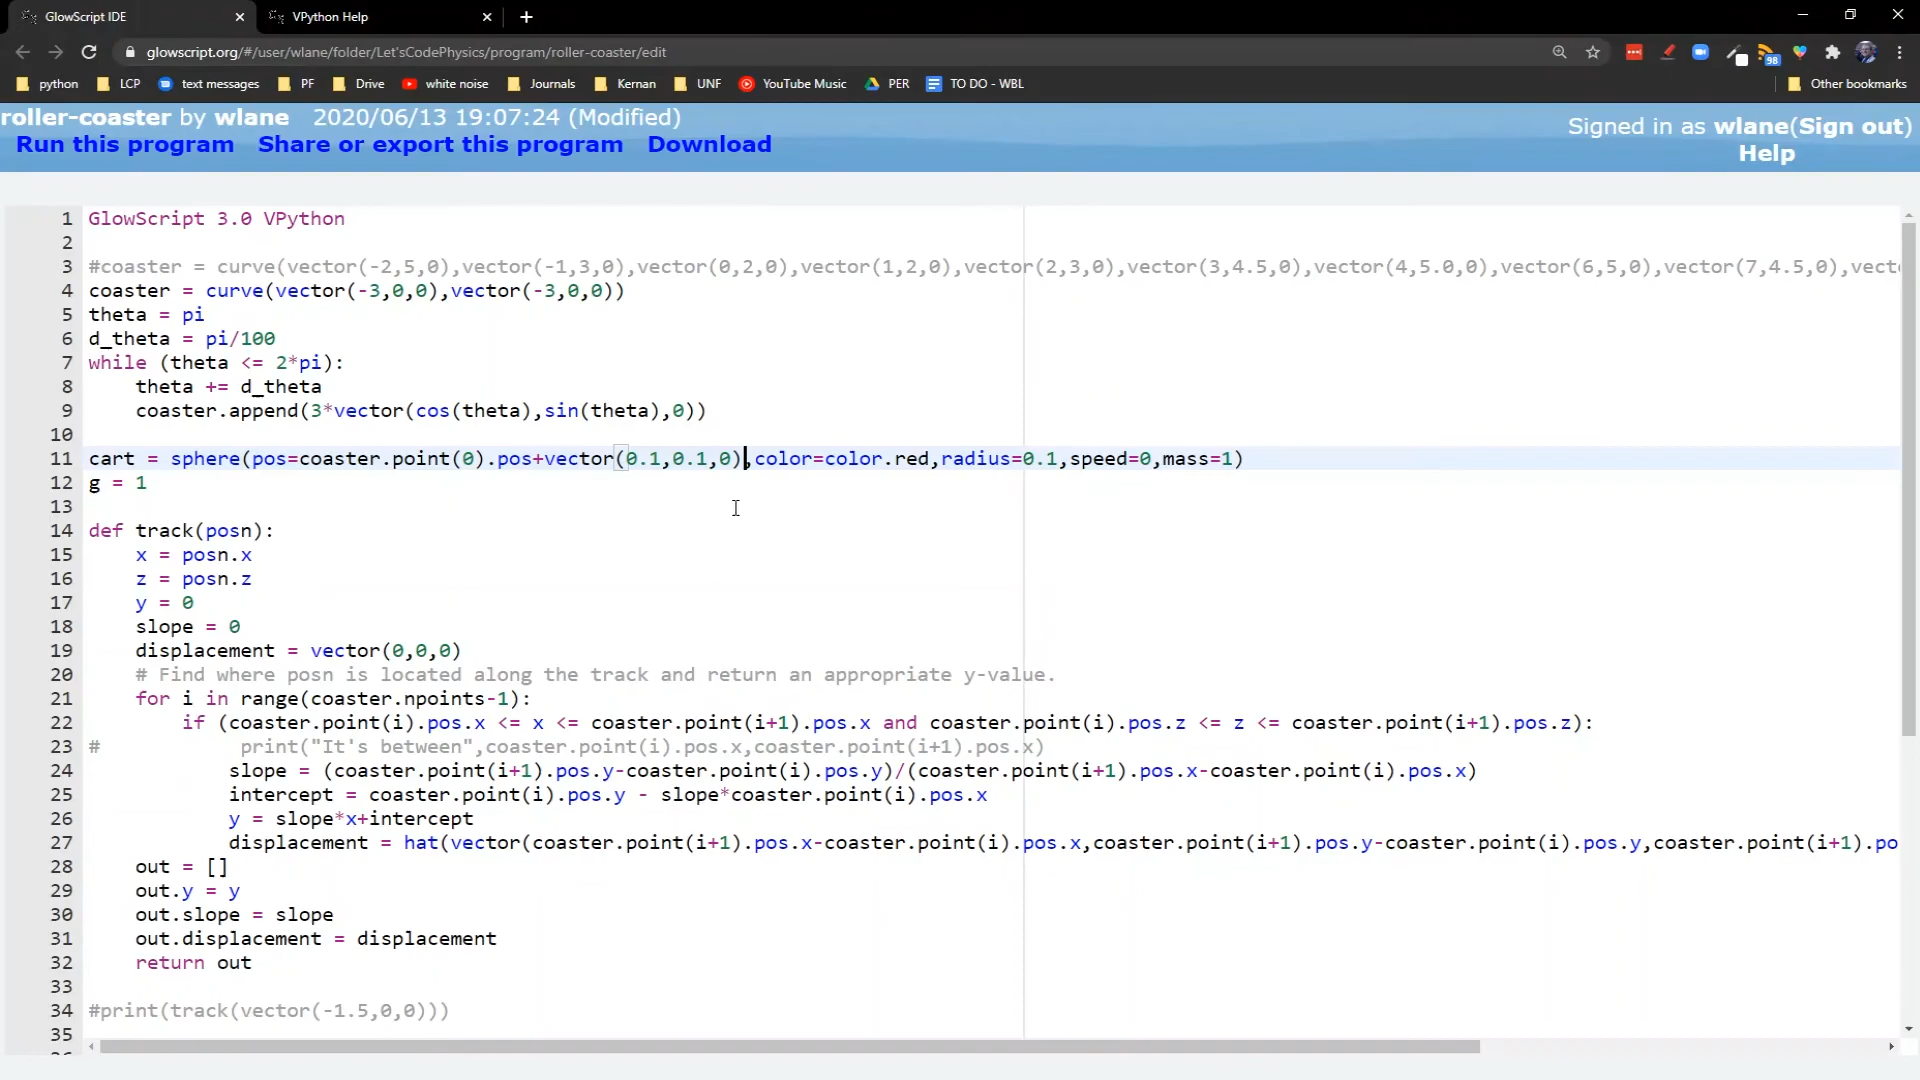 GlowScript IDE
VPython Help
glowscript.org/#/user/wlane/folder/Let'sCodePhysics/program/roller-coaster/edit
98
python LCP text messages PF Drive white noise Journals Kernan UNF YouTube Music PER TO DO - WBL Other bookmarks
roller-coaster by wlane 2020/06/13 19:07:24 (Modified)
Signed in as wlane(Sign out)
Run this program Share or export this program Download
Help
1 GlowScript 3.0 VPython
2
3 #coaster = curve(vector(-2,5,0),vector(-1,3,0),vector(0,2,0),vector(1,2,0),vector(2,3,0),vector(3,4.5,0),vector(4,5.0,0),vector(6,5,0),vector(7,4.5,0),vect
4 coaster = curve(vector(-3,0,0),vector(-3,0,0))
5 theta = pi
6 d_theta = pi/100
7 while (theta <= 2*pi):
8 theta += d_theta
9 coaster.append(3*vector(cos(theta),sin(theta),0))
10
11 cart = sphere(pos=coaster.point(0).pos+vector(0.1,0.1,0),color=color.red,radius=0.1,speed=0,mass=1)
12 g = 1
13
14 def track(posn):
15 x = posn.x
16 z = posn.z
17 y = 0
18 slope = 0
19 displacement = vector(0,0,0)
20 # Find where posn is located along the track and return an appropriate y-value.
21 for i in range(coaster.npoints-1):
22 if (coaster.point(i).pos.x <= x <= coaster.point(i+1).pos.x and coaster.point(i).pos.z <= z <= coaster.point(i+1).pos.z):
23 # print("It's between",coaster.point(i).pos.x,coaster.point(i+1).pos.x)
24 slope = (coaster.point(i+1).pos.y-coaster.point(i).pos.y)/(coaster.point(i+1).pos.x-coaster.point(i).pos.x)
25 intercept = coaster.point(i).pos.y - slope*coaster.point(i).pos.x
26 y = slope*x+intercept
27 displacement = hat(vector(coaster.point(i+1).pos.x-coaster.point(i).pos.x,coaster.point(i+1).pos.y-coaster.point(i).pos.y,coaster.point(i+1).po
28 out = []
29 out.y = y
30 out.slope = slope
31 out.displacement = displacement
32 return out
33
34 #print(track(vector(-1.5,0,0)))
35